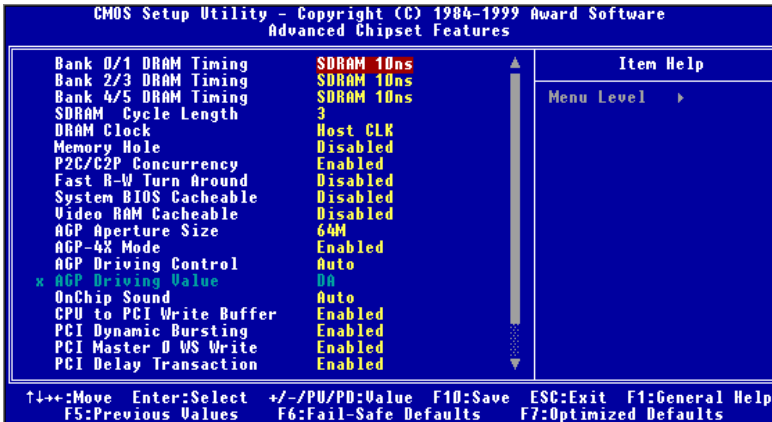 CMOS Setup Utility - Copyright (C) 1984-1999 Award Software
Advanced Chipset Features
Bank 0/1 DRAM Timing SDRAM 10ns
Item Help
Bank 2/3 DRAM Timing SDRAM 10ns
Bank 4/5 DRAM Timing SDRAM 10ns
Menu Level ▸
SDRAM Cycle Length 3
DRAM Clock Host CLK
Memory Hole Disabled
P2C/C2P Concurrency Enabled
Fast R-W Turn Around Disabled
System BIOS Cacheable Disabled
Video RAM Cacheable Disabled
AGP Aperture Size 64M
AGP-4X Mode Enabled
AGP Driving Control Auto
x AGP Driving Value DA
OnChip Sound Auto
CPU to PCI Write Buffer Enabled
PCI Dynamic Bursting Enabled
PCI Master 0 WS Write Enabled
PCI Delay Transaction Enabled
↑↓→←:Move Enter:Select +/-/PU/PD:Value F10:Save ESC:Exit F1:General Help
F5:Previous Values F6:Fail-Safe Defaults F7:Optimized Defaults